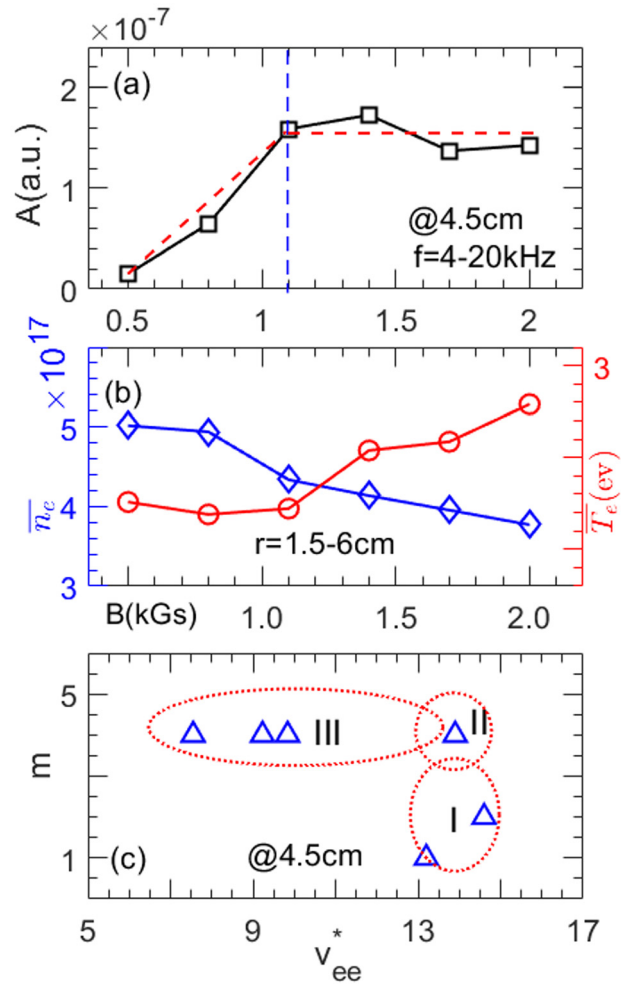 ×10⁻⁷
(a)
2
1
0
A(a.u.)
@4.5cm
f=4-20kHz
0.5 1 1.5 2
×10¹⁷
(b)
5
4
3
n̅ₑ
3
T̅ₑ(ev)
r=1.5-6cm
B(kGs) 1.0 1.5 2.0
5
1
m
III
II
I
(c)
@4.5cm
5 9 13 17
ν*ₑₑ